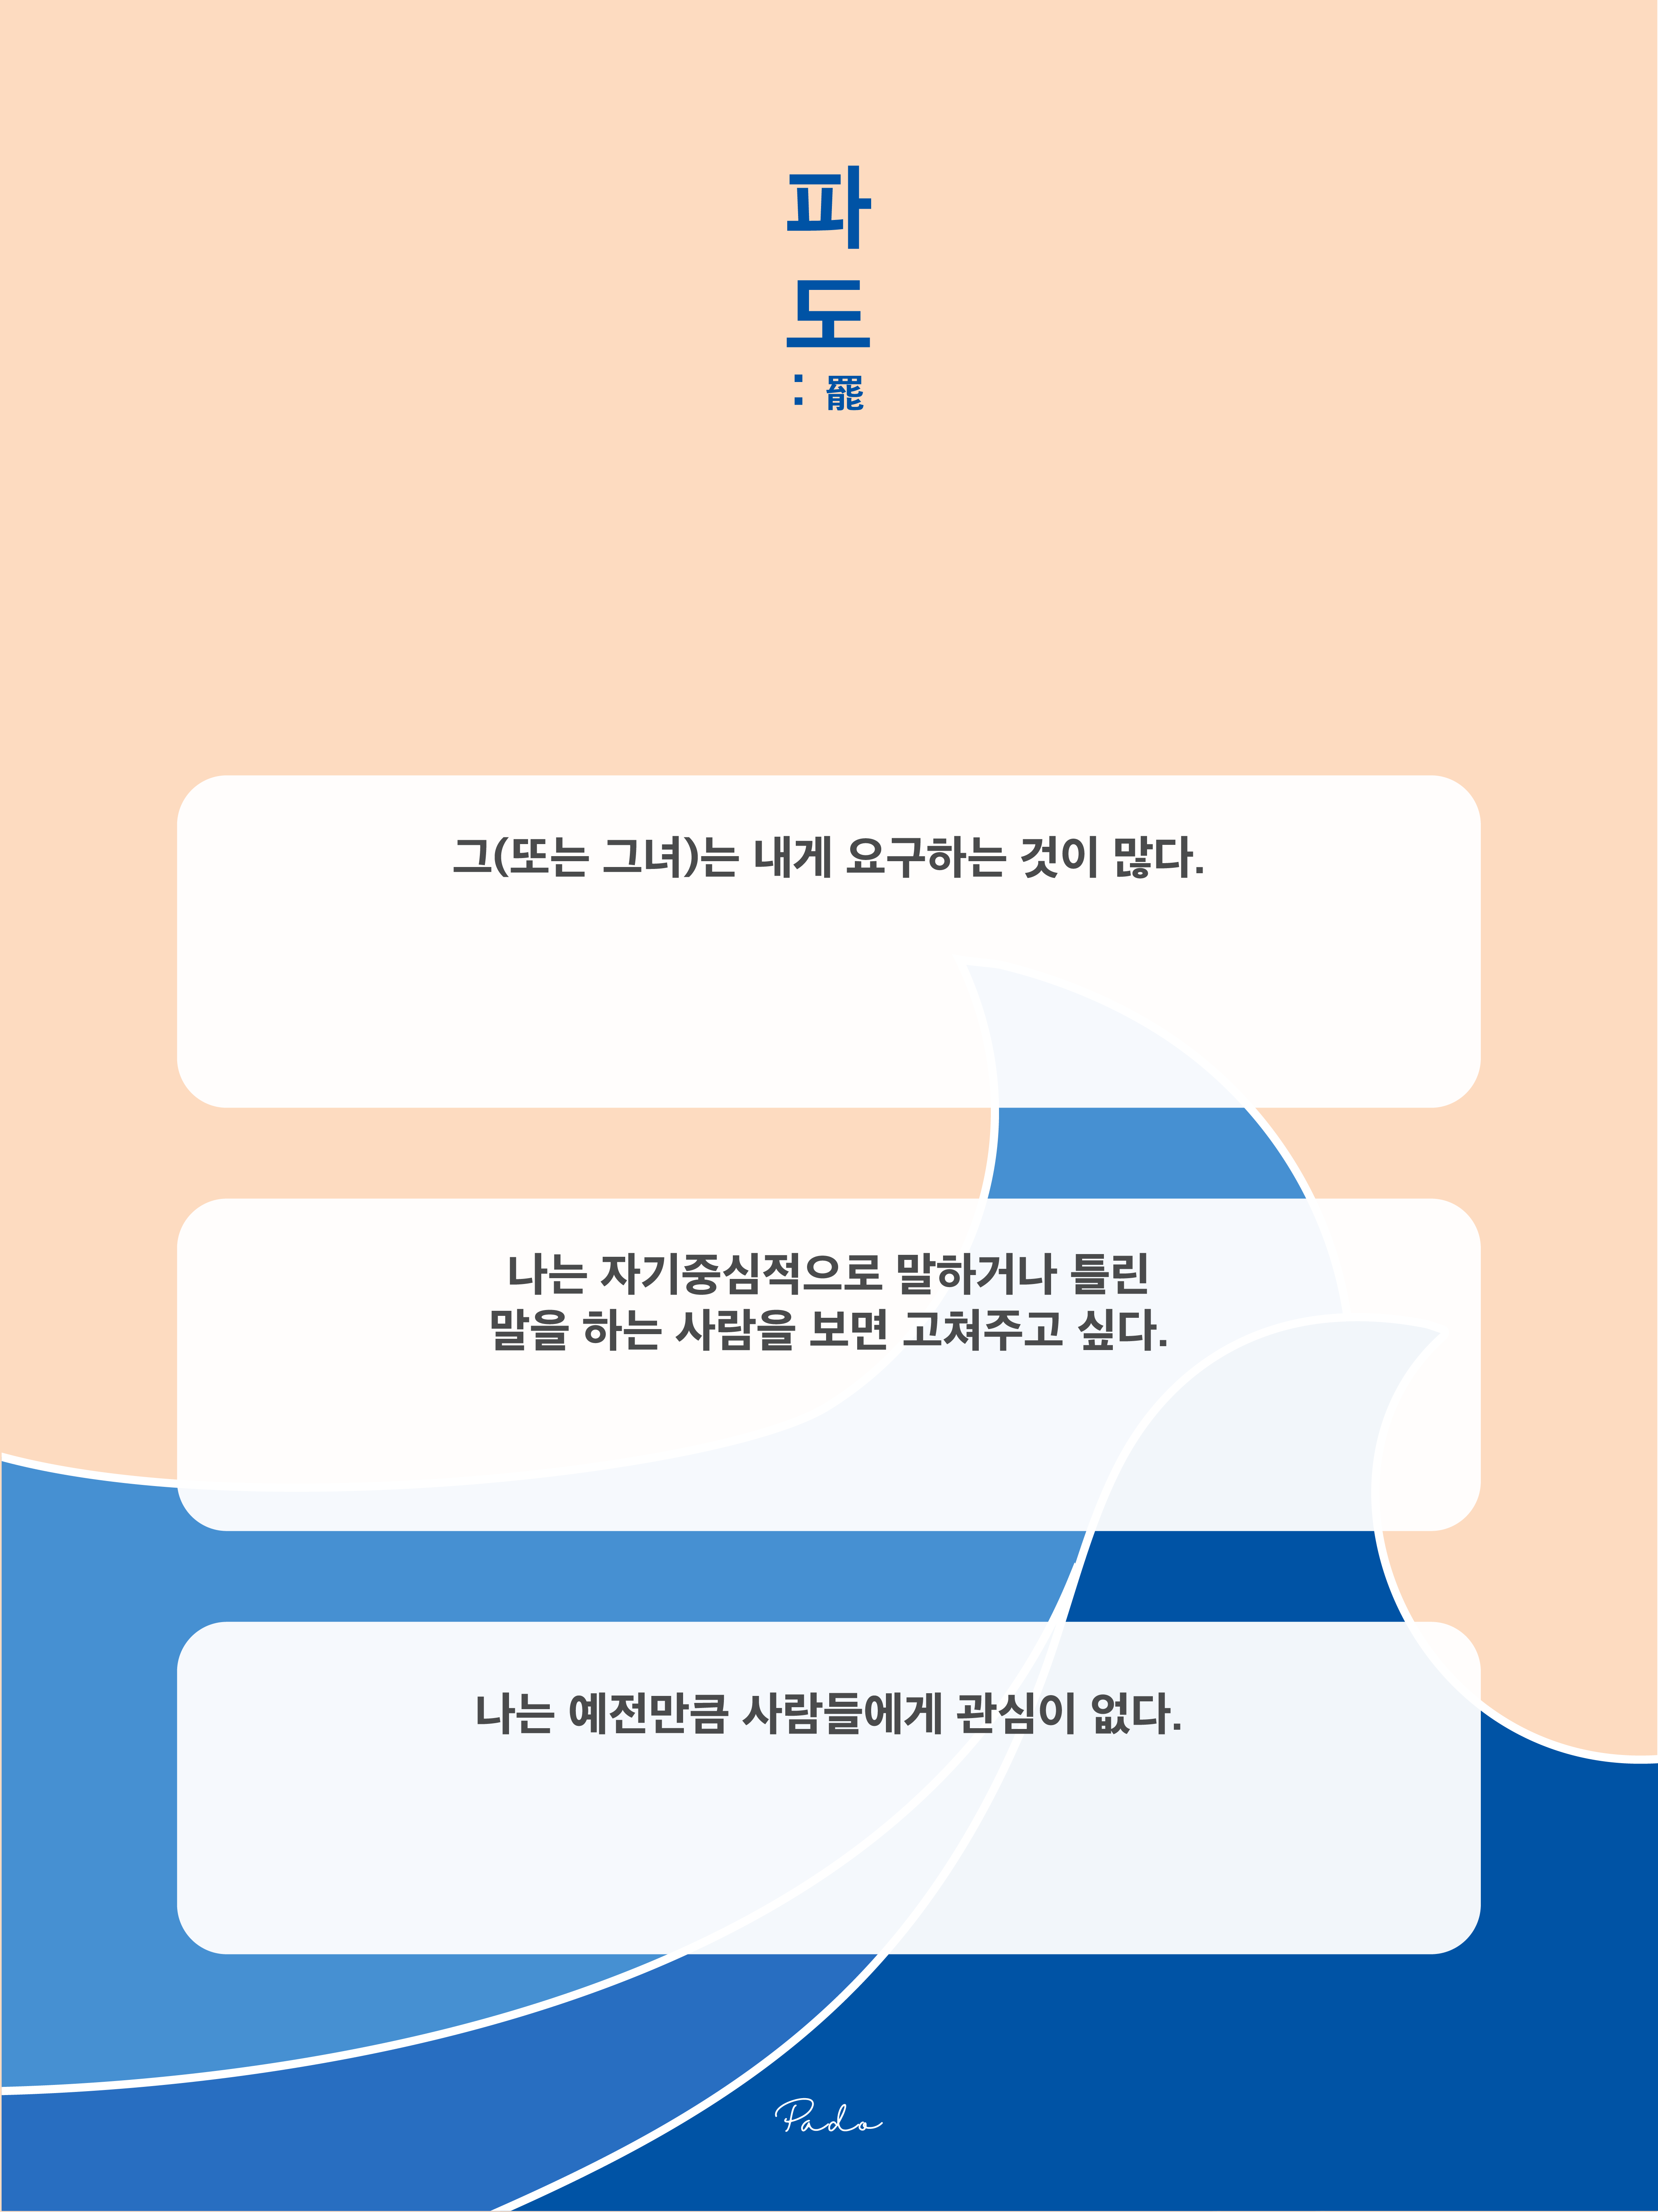 파
도
: 罷
그(또는 그녀)는 내게 요구하는 것이 많다.
나는 자기중심적으로 말하거나 틀린
말을 하는 사람을 보면 고쳐주고 싶다.
나는 예전만큼 사람들에게 관심이 없다.
Pado